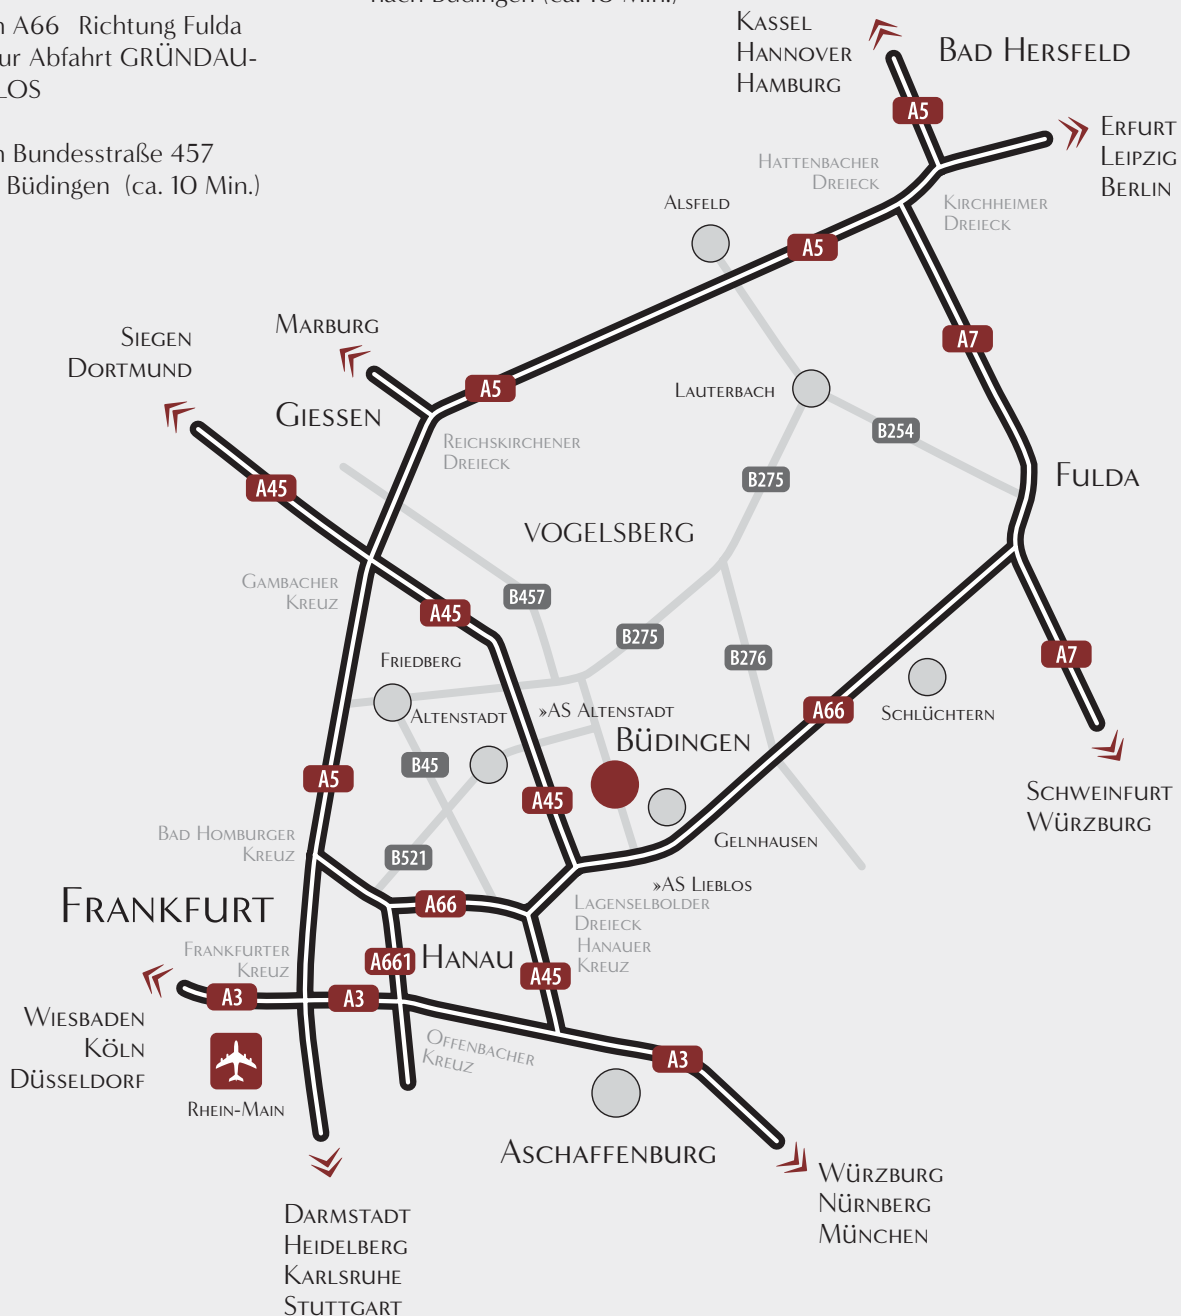 nach Büdingen (ca. 10 Min.)
A66 Richtung Fulda
ur Abfahrt GRÜNDAU-
LOS
Bundesstraße 457
Büdingen (ca. 10 Min.)
KASSEL
HANNOVER
HAMBURG
BAD HERSFELD
A5
ERFURT
LEIPZIG
BERLIN
HATTENBACHER
DREIECK
KIRCHHEIMER
DREIECK
ALSFELD
A5
MARBURG
SIEGEN
DORTMUND
A7
GIESSEN
A5
LAUTERBACH
REICHSKIRCHENER
DREIECK
B254
A45
B275
FULDA
VOGELSBERG
GAMBACHER
KREUZ
B457
A45
B275
B276
A7
FRIEDBERG
ALTENSTADT
»AS ALTENSTADT
A66
SCHLÜCHTERN
BÜDINGEN
B45
A5
A45
SCHWEINFURT
WÜRZBURG
BAD HOMBURGER
KREUZ
GELNHAUSEN
B521
»AS LIEBLOS
FRANKFURT
A66
LAGENSELBOLDER
DREIECK
HANAUER
KREUZ
FRANKFURTER
KREUZ
A661
HANAU
A45
A3
A3
WIESBADEN
KÖLN
DÜSSELDORF
OFFENBACHER
KREUZ
A3
RHEIN-MAIN
ASCHAFFENBURG
WÜRZBURG
NÜRNBERG
MÜNCHEN
DARMSTADT
HEIDELBERG
KARLSRUHE
STUTTGART